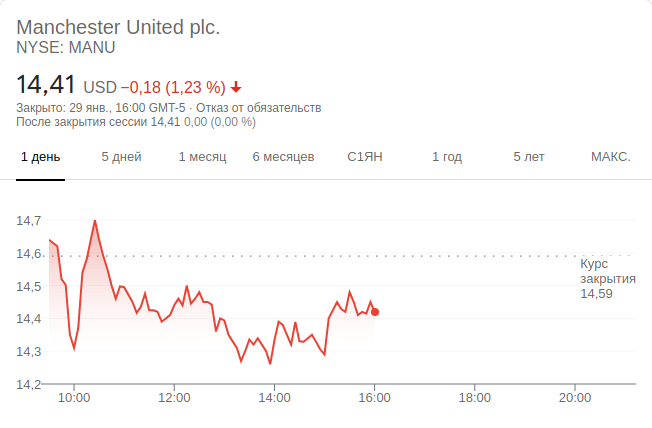 Manchester United plc.
NYSE: MANU
14,41 USD −0,18 (1,23 %)
Закрыто: 29 янв., 16:00 GMT-5 · Отказ от обязательств
После закрытия сессии 14,41 0,00 (0,00 %)
1 день 5 дней 1 месяц 6 месяцев С1ЯН 1 год 5 лет МАКС.
14,7
14,6
Курс
закрытия
14,59
14,5
14,4
14,3
14,2
10:00 12:00 14:00 16:00 18:00 20:00